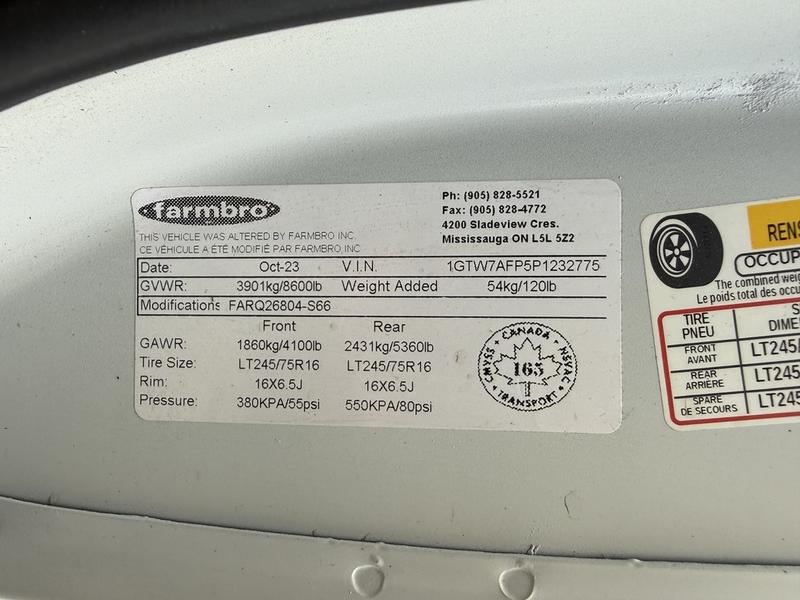 farmbro
Ph: (905) 828-5521
Fax: (905) 828-4772
4200 Sladeview Cres.
Mississauga ON L5L 5Z2
THIS VEHICLE WAS ALTERED BY FARMBRO INC.
CE VÉHICULE A ÉTÉ MODIFIÉ PAR FARMBRO INC
Date: Oct-23 V.I.N. 1GTW7AFP5P1232775
GVWR: 3901kg/8600lb Weight Added 54kg/120lb
Modifications FARQ26804-S66
Front Rear
GAWR: 1860kg/4100lb 2431kg/5360lb
Tire Size: LT245/75R16 LT245/75R16
Rim: 16X6.5J 16X6.5J
Pressure: 380KPA/55psi 550KPA/80psi
CANADA
CMVSS 165 NSVAC
TRANSPORT
RENS
OCCUP
The combined weig
Le poids total des occu
TIRE
PNEU
DIME
FRONT
AVANT
LT245/
REAR
ARRIÈRE
LT245
SPARE
DE SECOURS
LT245